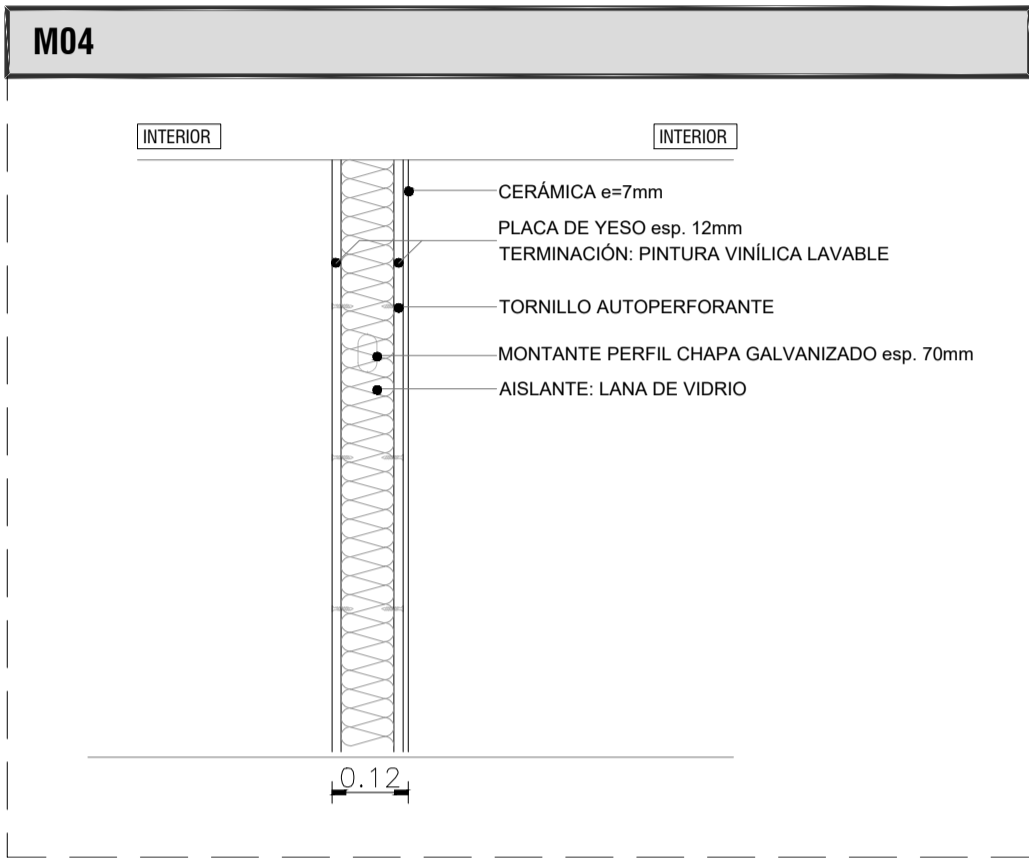 M04
INTERIOR
INTERIOR
CERÁMICA e=7mm
PLACA DE YESO esp. 12mm
TERMINACIÓN: PINTURA VINÍLICA LAVABLE
TORNILLO AUTOPERFORANTE
MONTANTE PERFIL CHAPA GALVANIZADO esp. 70mm
AISLANTE: LANA DE VIDRIO
0.12